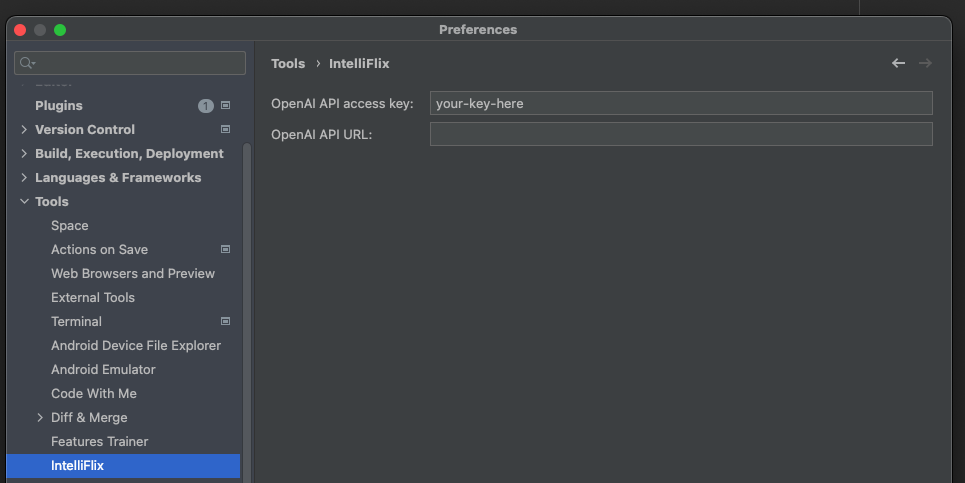 Preferences
Plugins 1
Version Control
Build, Execution, Deployment
Languages & Frameworks
Tools
Space
Actions on Save
Web Browsers and Preview
External Tools
Terminal
Android Device File Explorer
Android Emulator
Code With Me
Diff & Merge
Features Trainer
IntelliFlix
Tools › IntelliFlix
OpenAI API access key: your-key-here
OpenAI API URL: